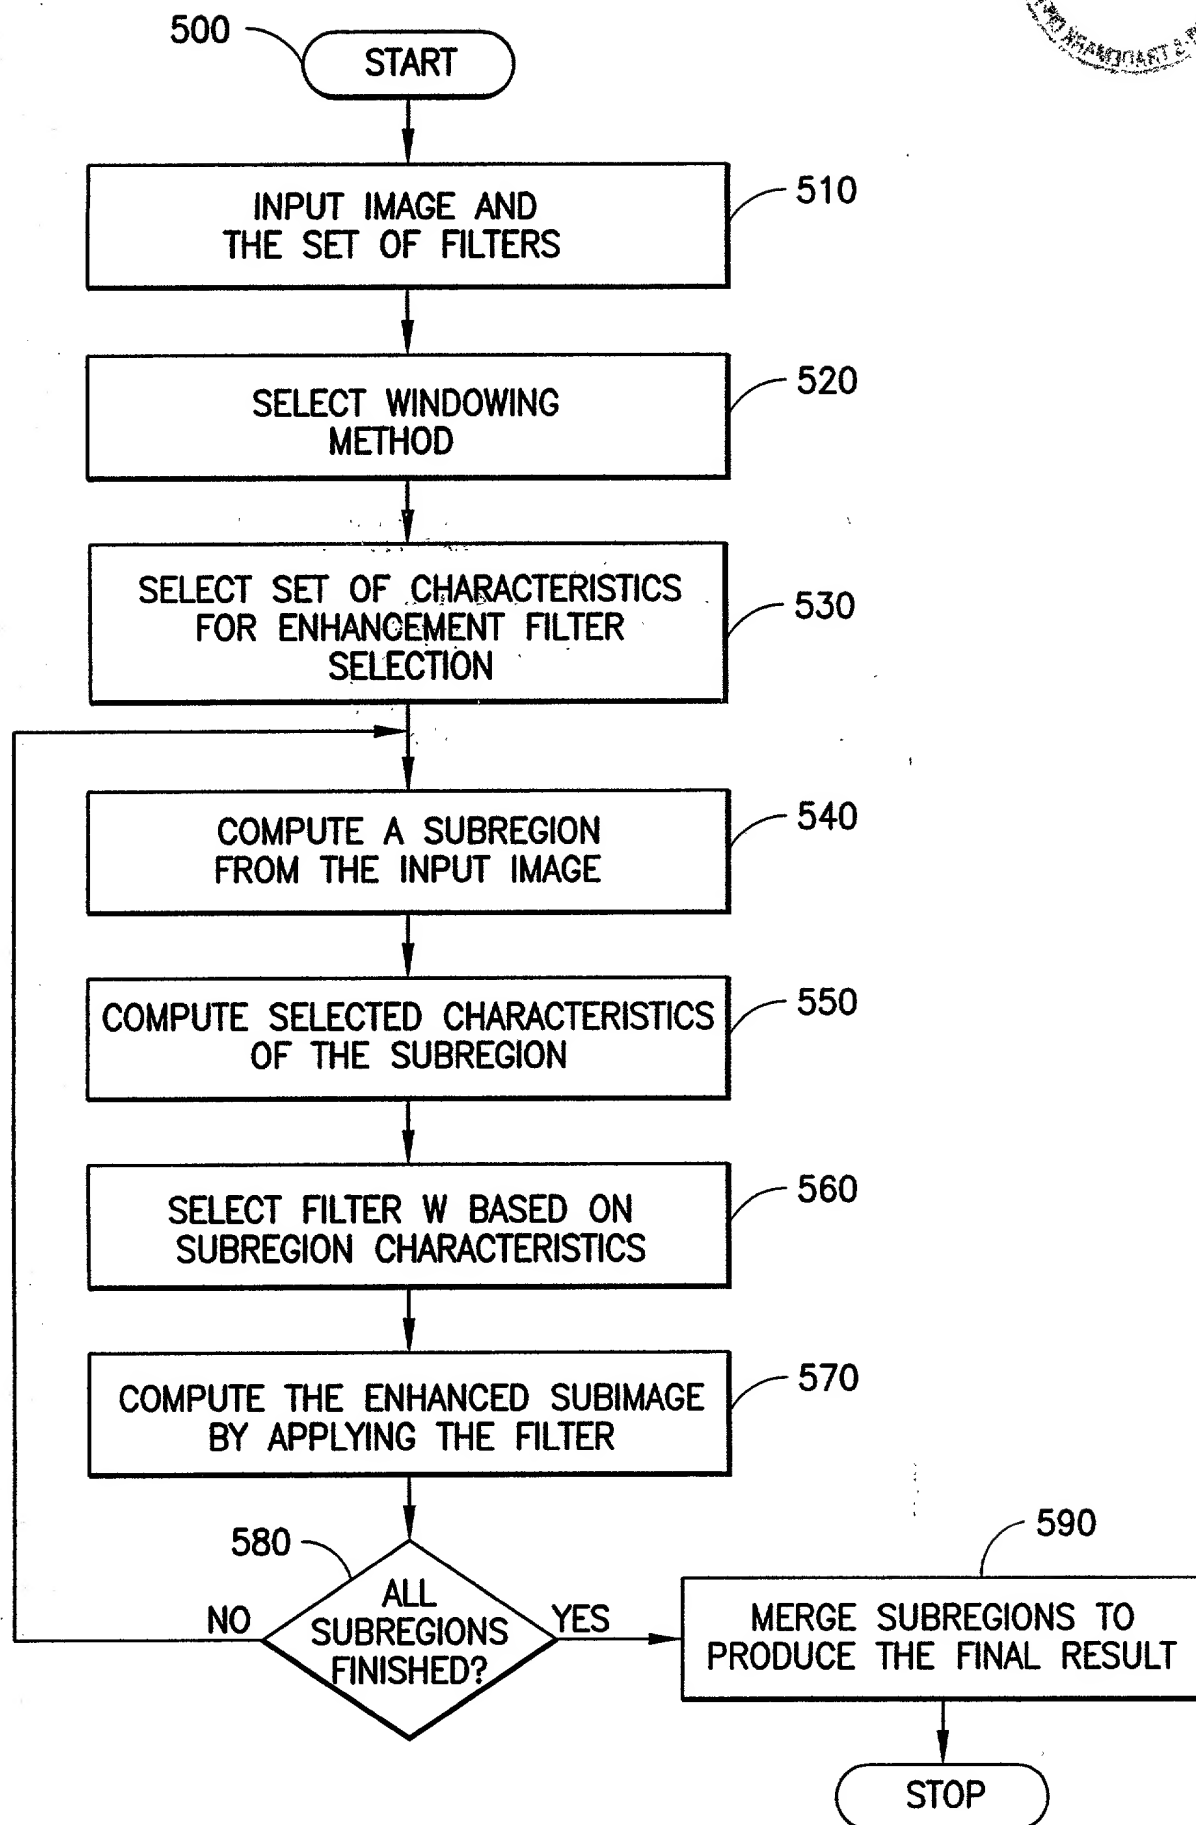 500
START
INPUT IMAGE AND
THE SET OF FILTERS
510
SELECT WINDOWING
METHOD
520
SELECT SET OF CHARACTERISTICS
FOR ENHANCEMENT FILTER
SELECTION
530
COMPUTE A SUBREGION
FROM THE INPUT IMAGE
540
COMPUTE SELECTED CHARACTERISTICS
OF THE SUBREGION
550
SELECT FILTER W BASED ON
SUBREGION CHARACTERISTICS
560
COMPUTE THE ENHANCED SUBIMAGE
BY APPLYING THE FILTER
570
580
ALL
SUBREGIONS
FINISHED?
NO
YES
590
MERGE SUBREGIONS TO
PRODUCE THE FINAL RESULT
STOP